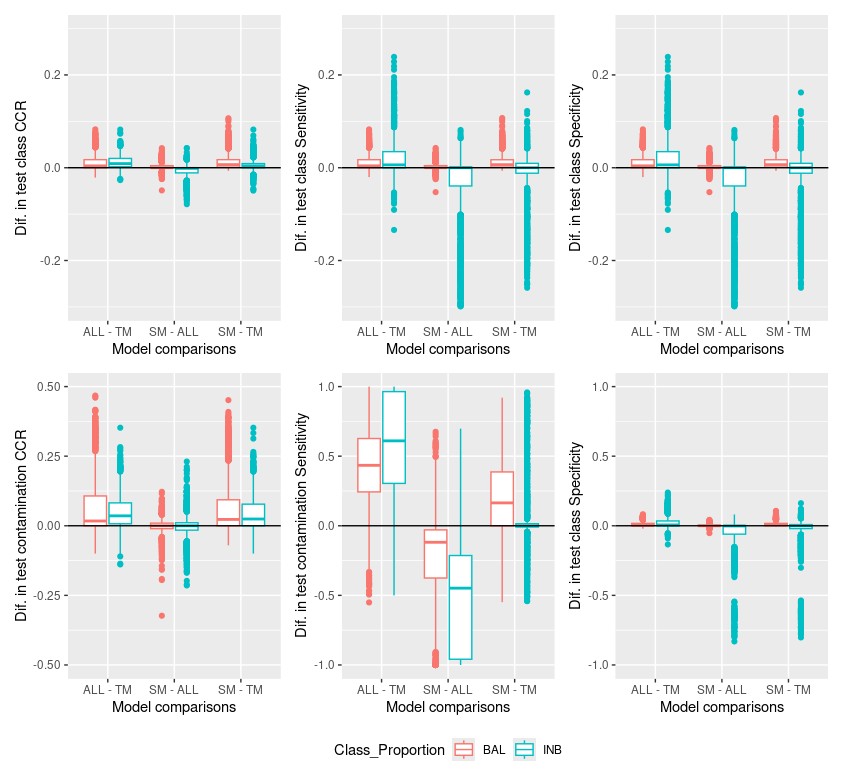 Dif. in test class CCR
0.2
0.0
-0.2
ALL - TM SM - ALL SM - TM
Model comparisons
Dif. in test class Sensitivity
0.2
0.0
-0.2
ALL - TM SM - ALL SM - TM
Model comparisons
Dif. in test class Specificity
0.2
0.0
-0.2
ALL - TM SM - ALL SM - TM
Model comparisons
Dif. in test contamination CCR
0.50
0.25
0.00
-0.25
-0.50
ALL - TM SM - ALL SM - TM
Model comparisons
Dif. in test contamination Sensitivity
1.0
0.5
0.0
-0.5
-1.0
ALL - TM SM - ALL SM - TM
Model comparisons
Dif. in test class Specificity
1.0
0.5
0.0
-0.5
-1.0
ALL - TM SM - ALL SM - TM
Model comparisons
Class_Proportion BAL INB